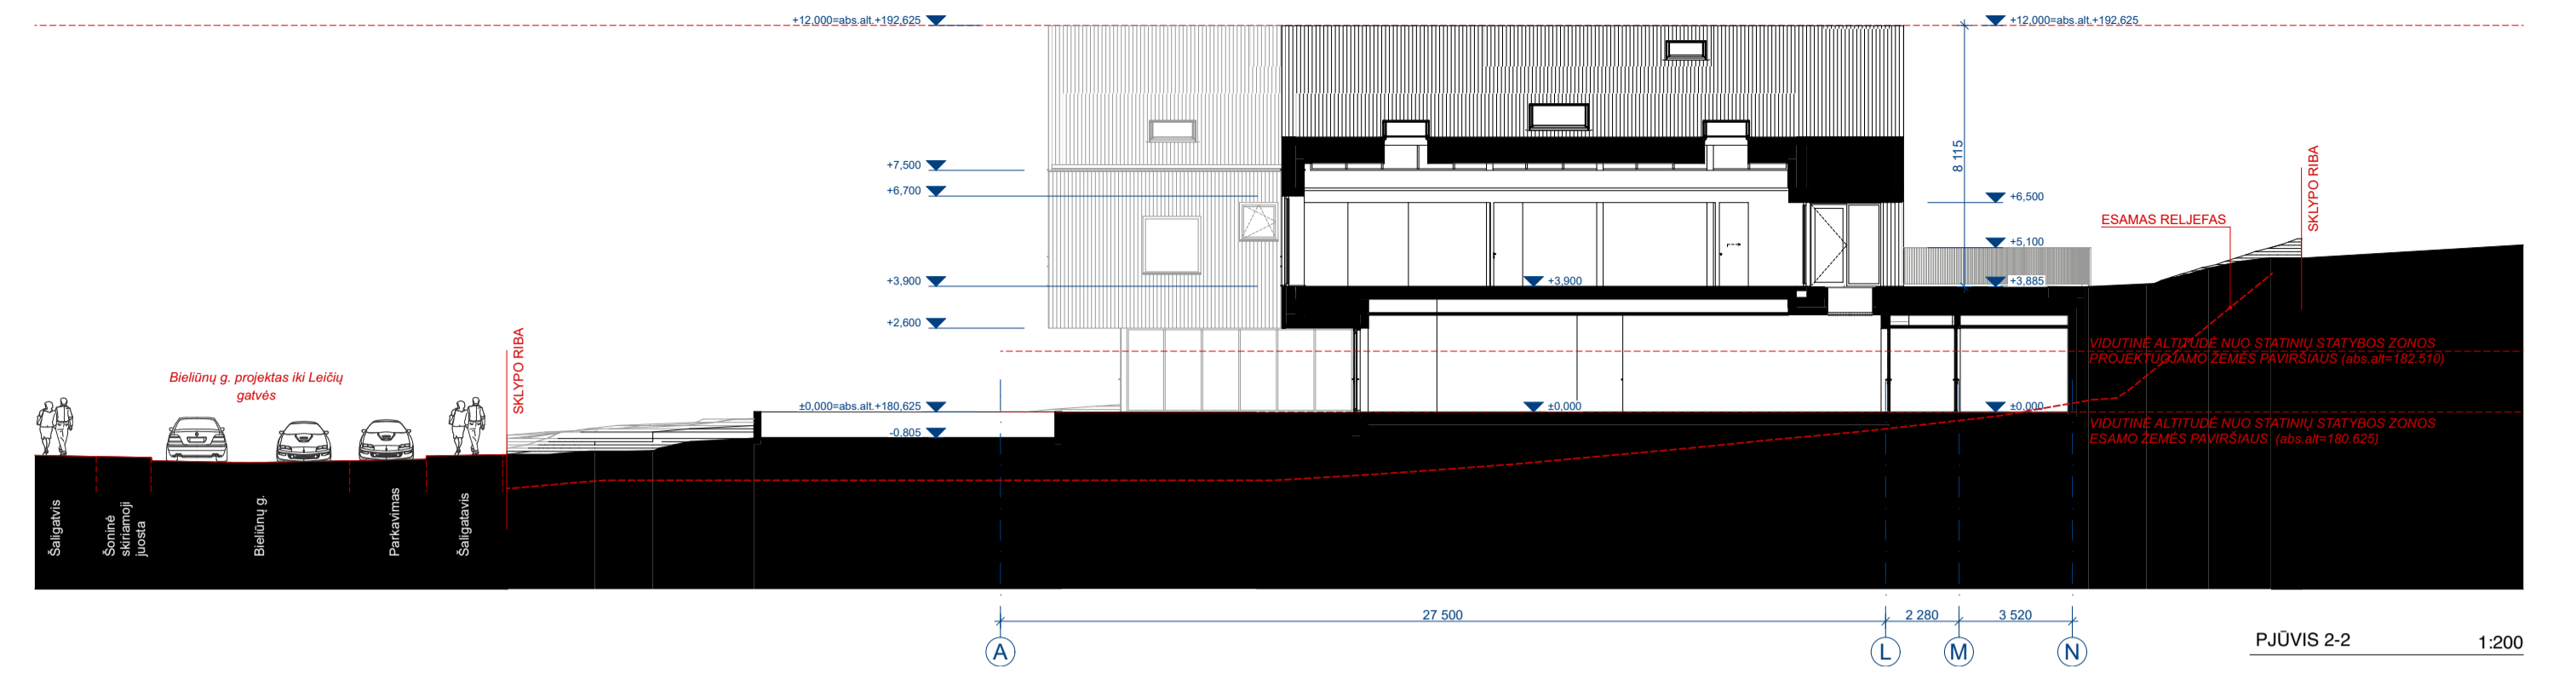 +12,000=abs.alt.+192,625
+12,000=abs.alt.+192,625
8 115
+7,500
+6,700
+6,500
SKLYPO RIBA
ESAMAS RELJEFAS
+5,100
+3,900
+3,900
+3,885
+2,600
SKLYPO RIBA
VIDUTINĖ ALTITUDĖ NUO STATINIŲ STATYBOS ZONOS
PROJEKTUOJAMO ŽEMĖS PAVIRŠIAUS (abs.alt=182.510)
Bieliūnų g. projektas iki Leičių
gatvės
±0,000=abs.alt.+180,625
±0,000
±0,000
-0.805
VIDUTINĖ ALTITUDĖ NUO STATINIŲ STATYBOS ZONOS
ESAMO ŽEMĖS PAVIRŠIAUS (abs.alt=180.625)
Šaligatvis
Šoninė
skiriamoji
juosta
Bieliūnų g.
Parkavimas
Šaligatavis
27 500
2 280
3 520
A
L
M
N
PJŪVIS 2-2
1:200